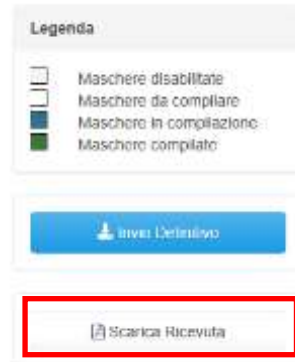 Legenda
Maschere disabilitate
Maschere da compilare
Maschere in compilazione
Maschere compilate
Invio Definitivo
Scarica Ricevuta